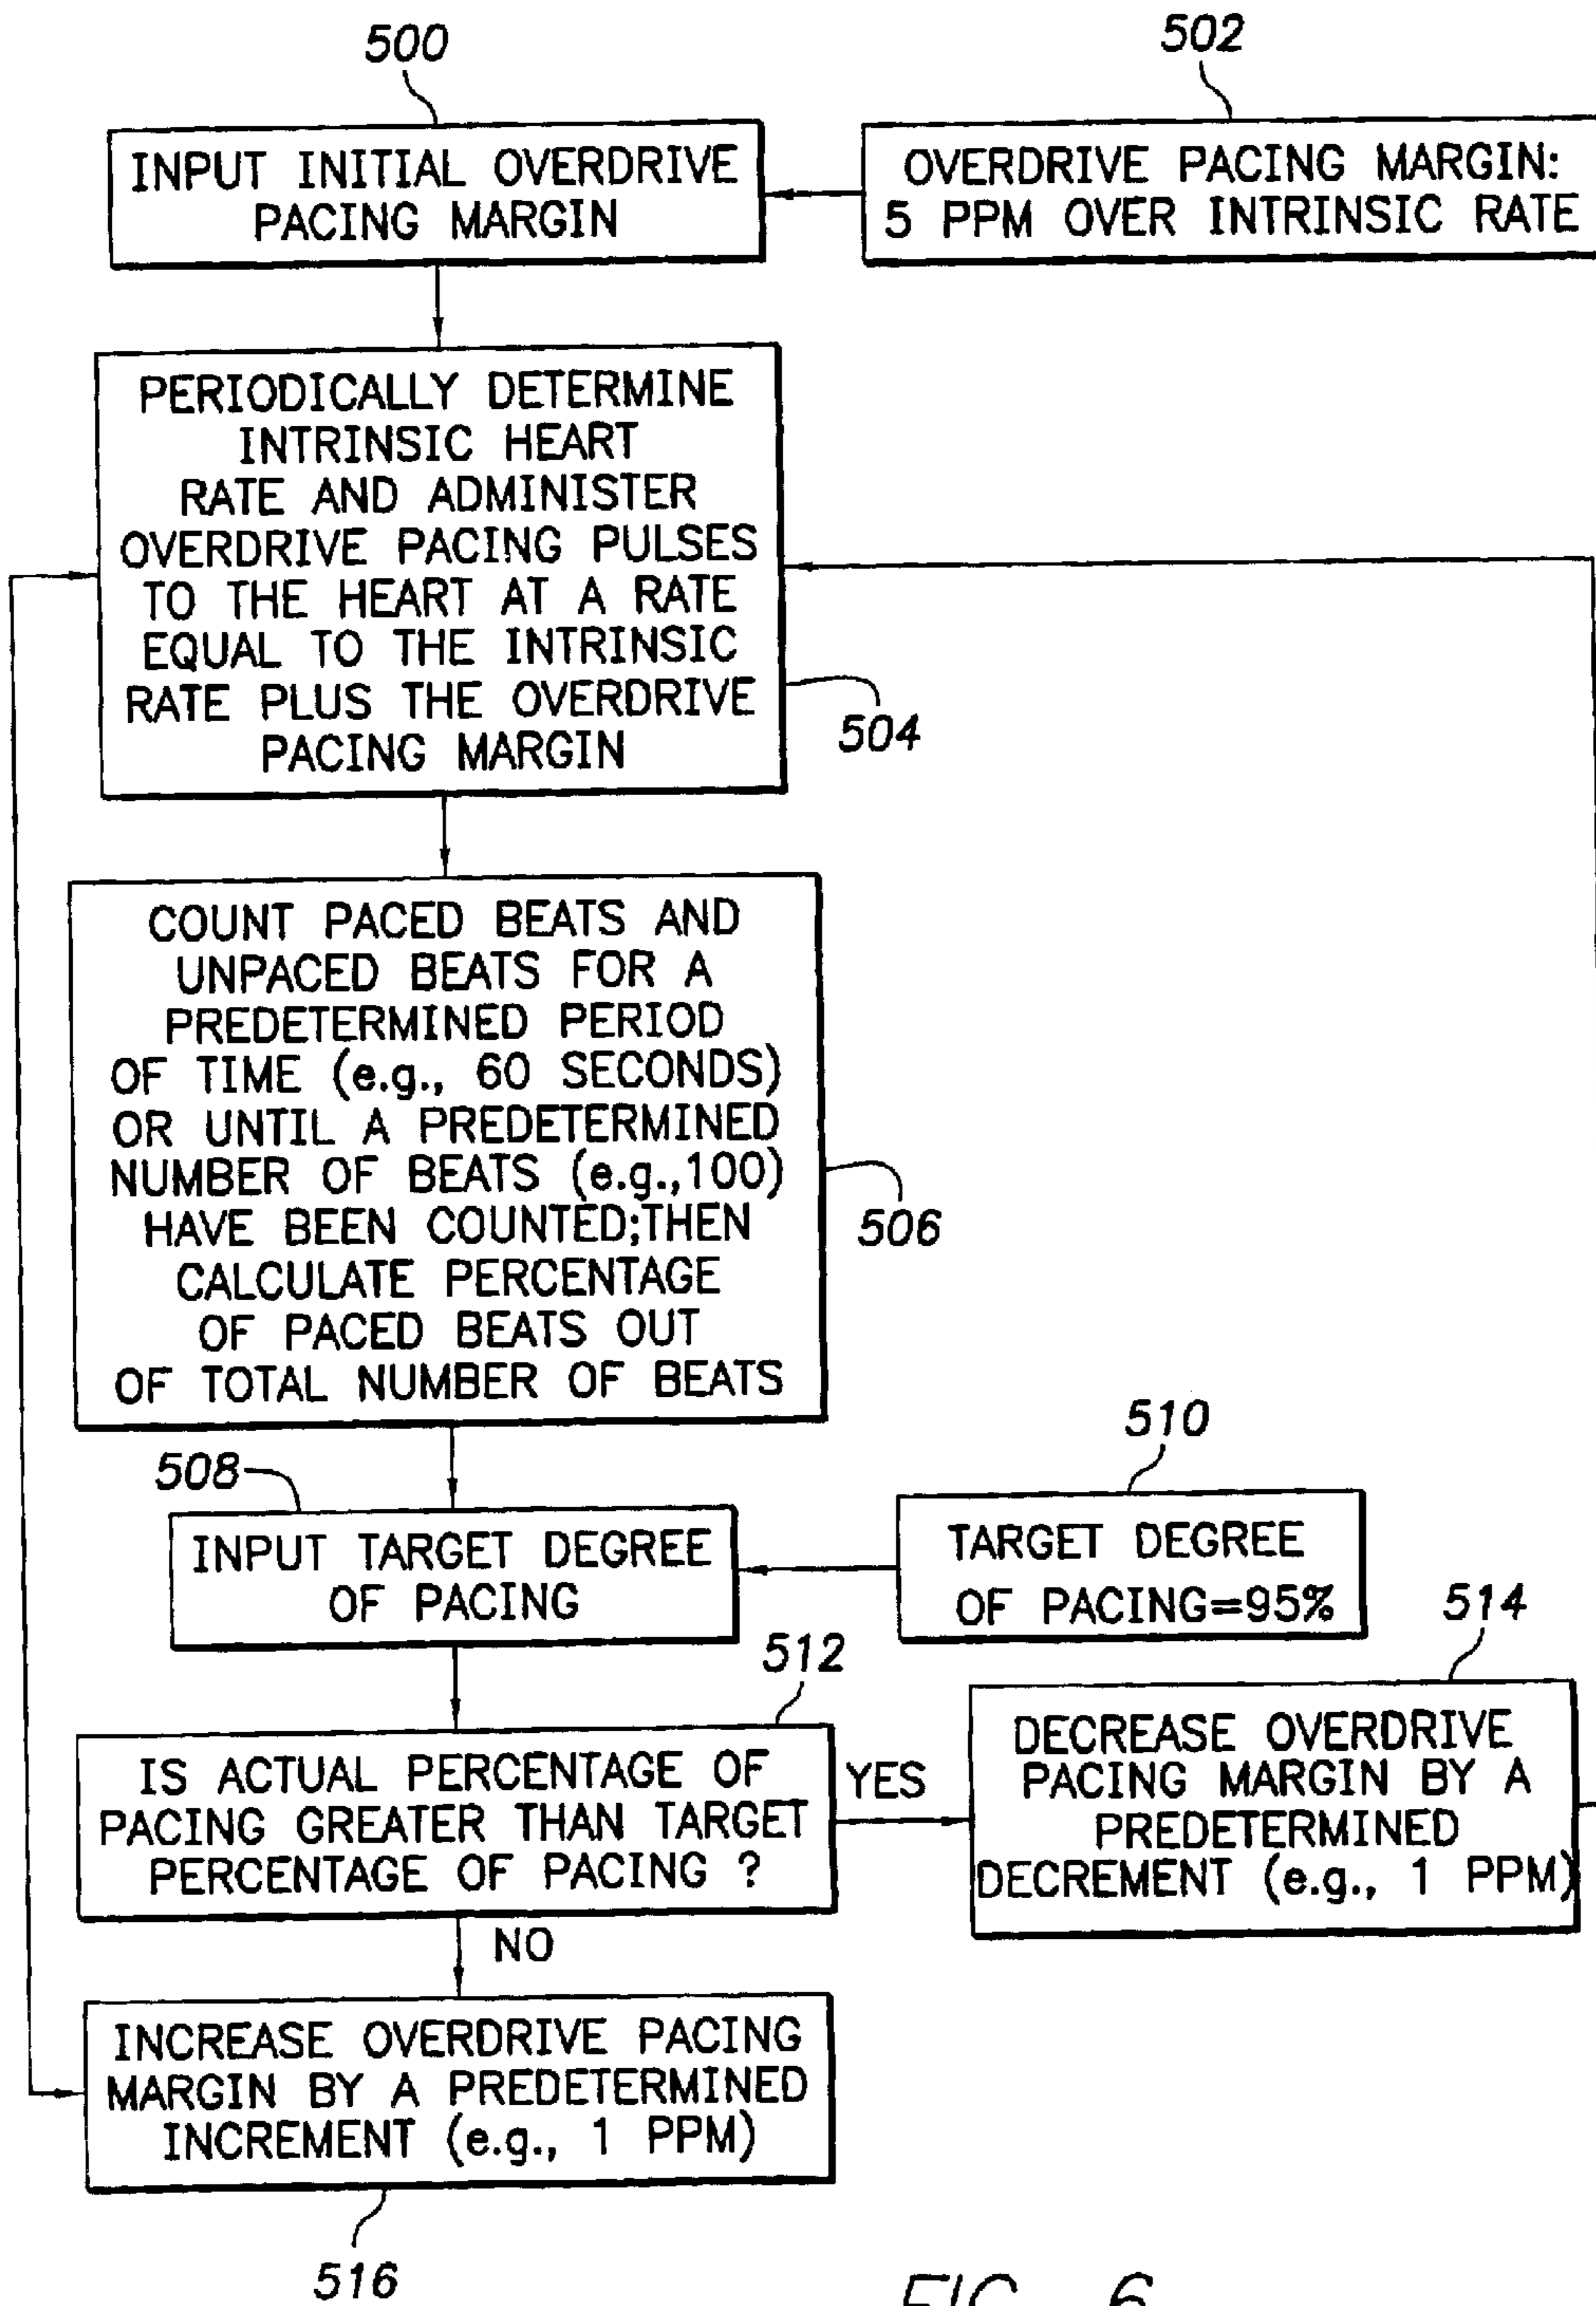 500
502
INPUT INITIAL OVERDRIVE
PACING MARGIN
OVERDRIVE PACING MARGIN:
5 PPM OVER INTRINSIC RATE
PERIODICALLY DETERMINE
INTRINSIC HEART
RATE AND ADMINISTER
OVERDRIVE PACING PULSES
TO THE HEART AT A RATE
EQUAL TO THE INTRINSIC
RATE PLUS THE OVERDRIVE
PACING MARGIN
504
COUNT PACED BEATS AND
UNPACED BEATS FOR A
PREDETERMINED PERIOD
OF TIME (e.g., 60 SECONDS)
OR UNTIL A PREDETERMINED
NUMBER OF BEATS (e.g.,100)
HAVE BEEN COUNTED;THEN
CALCULATE PERCENTAGE
OF PACED BEATS OUT
OF TOTAL NUMBER OF BEATS
506
508
INPUT TARGET DEGREE
OF PACING
510
TARGET DEGREE
OF PACING=95%
512
IS ACTUAL PERCENTAGE OF
PACING GREATER THAN TARGET
PERCENTAGE OF PACING ?
YES
514
DECREASE OVERDRIVE
PACING MARGIN BY A
PREDETERMINED
DECREMENT (e.g., 1 PPM)
NO
INCREASE OVERDRIVE PACING
MARGIN BY A PREDETERMINED
INCREMENT (e.g., 1 PPM)
516
FIG. 6